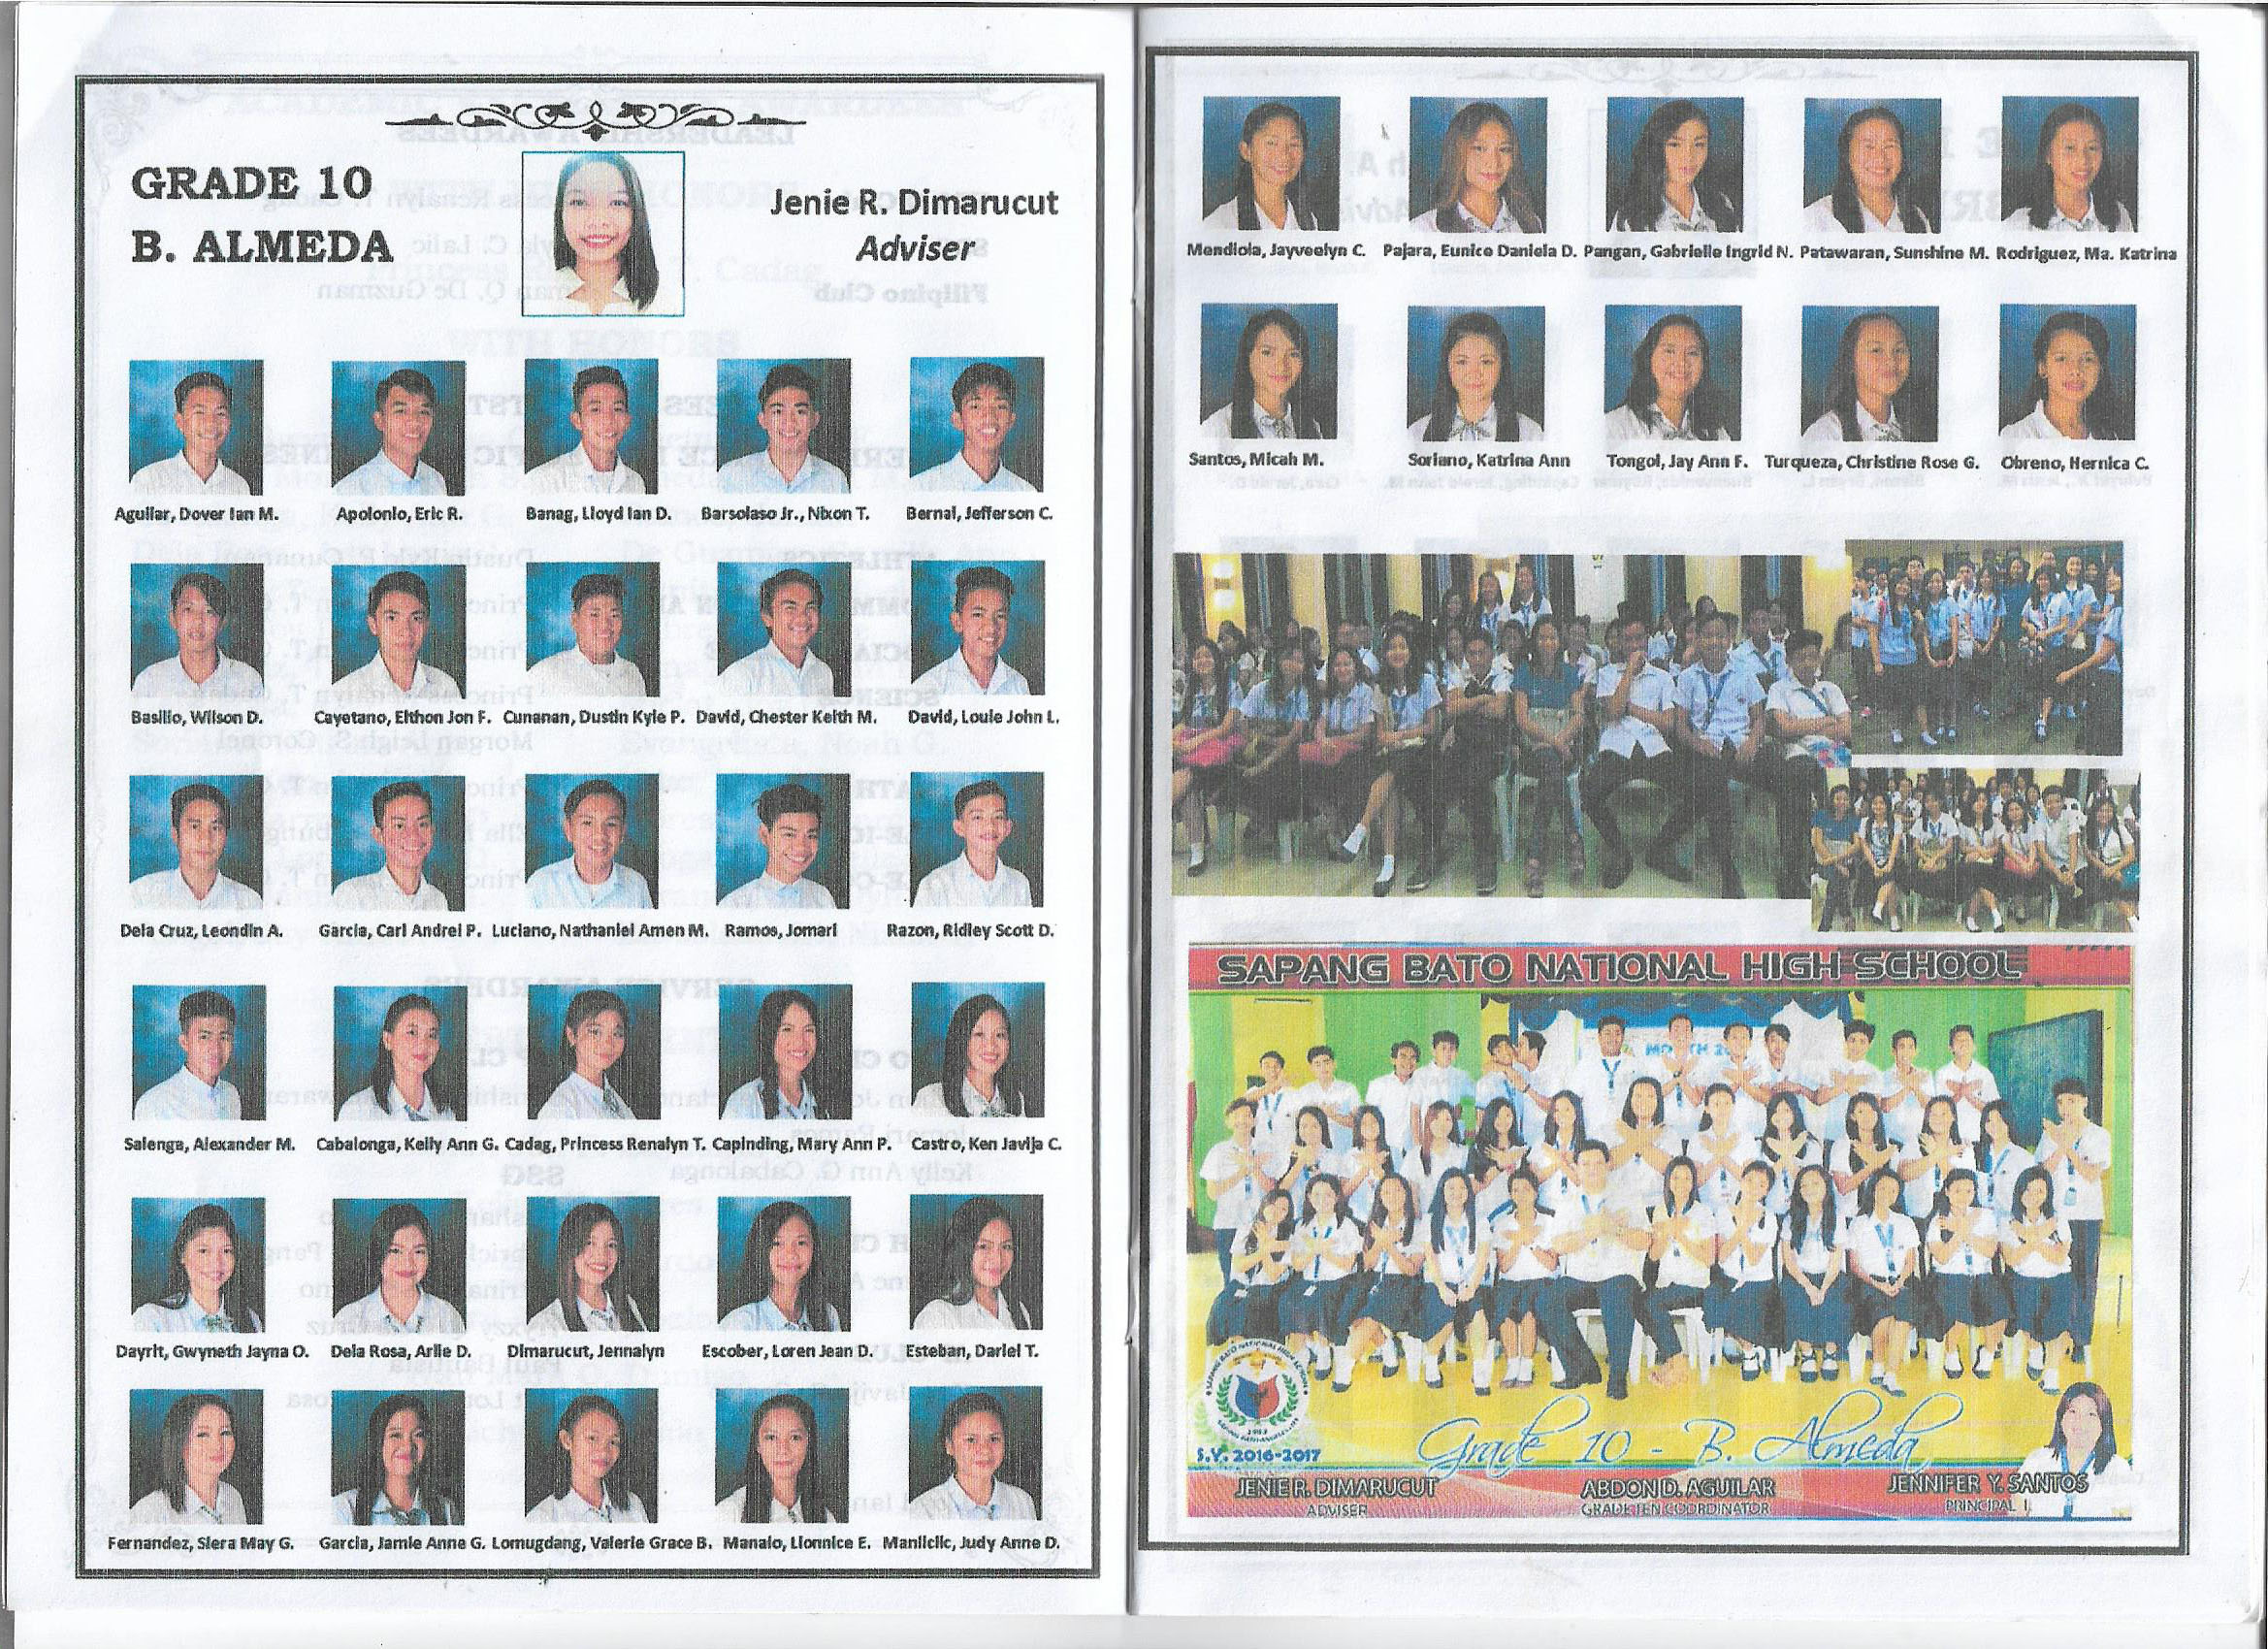 GRADE 10
B. ALMEDA
Jenie R. Dimarucut
Adviser
Aguilar, Dover Ian M. Apolonio, Eric R. Banag, Lloyd Ian D. Barsolaso Jr., Nixon T. Bernal, Jefferson C.
Basilio, Wilson D. Cayetano, Elthon Jon F. Cunanan, Dustin Kyle P. David, Chester Keith M. David, Louie John L.
Dela Cruz, Leondin A. Garcia, Carl Andrei P. Luciano, Nathaniel Amen M. Ramos, Jomari Razon, Ridley Scott D.
Salenga, Alexander M. Cabalonga, Kelly Ann G. Cadag, Princess Renalyn T. Capinding, Mary Ann P. Castro, Ken Javija C.
Dayrit, Gwyneth Jayna O. Dela Rosa, Arlie D. Dimarucut, Jennalyn Escober, Loren Jean D. Esteban, Dariel T.
Fernandez, Siera May G. Garcia, Jamie Anne G. Lomugdang, Valerie Grace B. Manalo, Lionnice E. Maniiclic, Judy Anne D.
Mendiola, Jayveelyn C. Pajara, Eunice Daniela D. Pangan, Gabrielle Ingrid N. Patawaran, Sunshine M. Rodriguez, Ma. Katrina
Santos, Micah M. Soriano, Katrina Ann Tongol, Jay Ann F. Turqueza, Christine Rose G. Obreno, Hernica C.
SAPANG BATO NATIONAL HIGH SCHOOL
S.Y. 2016-2017
Grade 10 - B. Almeda
JENIE R. DIMARUCUT ABDON D. AGUILAR JENNIFER Y. SANTOS
ADVISER GRADE TEN COORDINATOR PRINCIPAL I